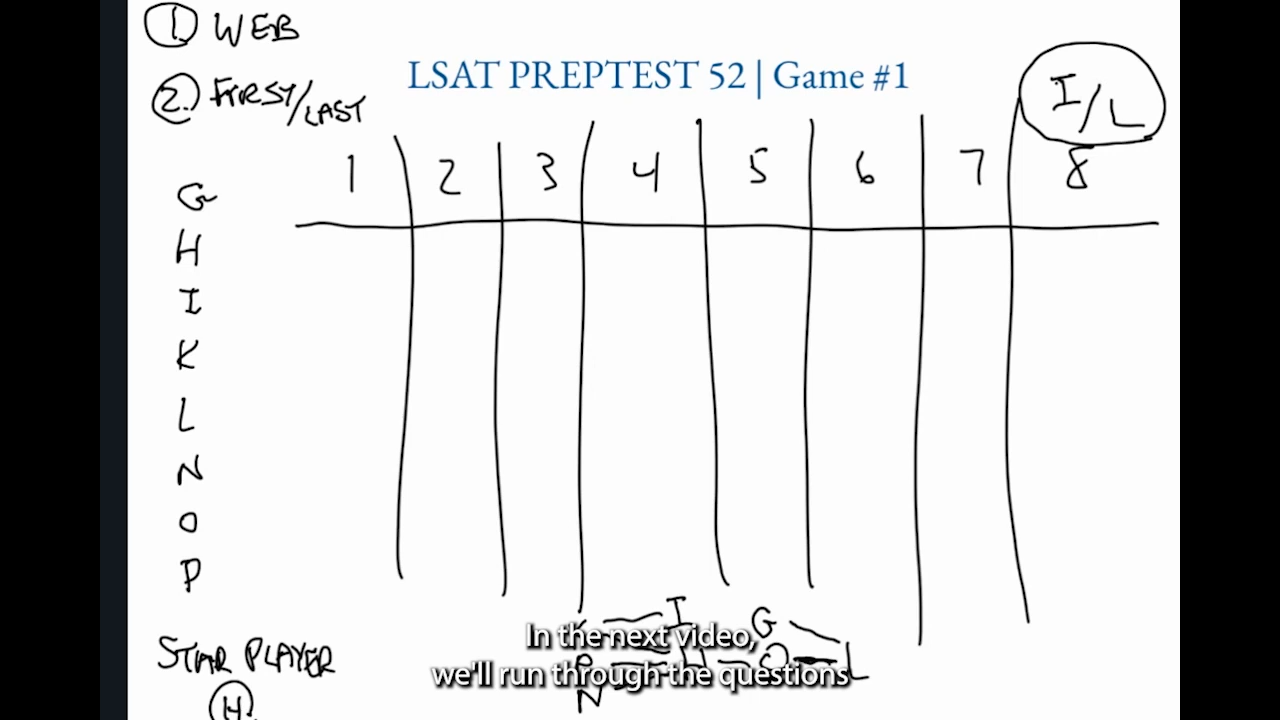 ① WEB
② FIRST/LAST
LSAT PREPTEST 52 | Game #1
I/L
1 2 3 4 5 6 7 8
G
H
I
K
L
N
O
P
I G
O L
N
STAR PLAYER
H
In the next video,
we'll run through the questions